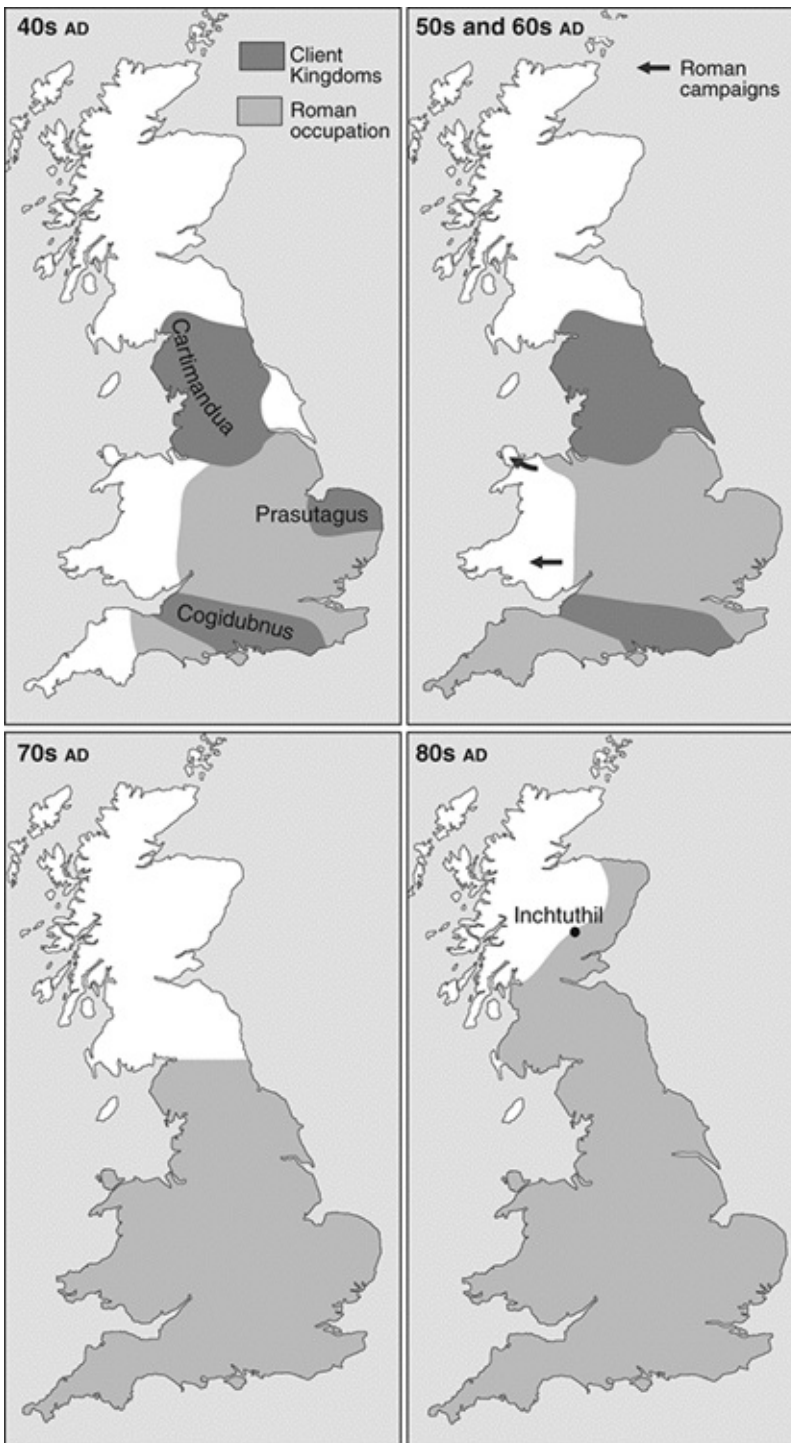 40s AD
Client
Kingdoms
Roman
occupation
Cartimandua
Prasutagus
Cogidubnus
50s and 60s AD
Roman
campaigns
70s AD
80s AD
Inchtuthil